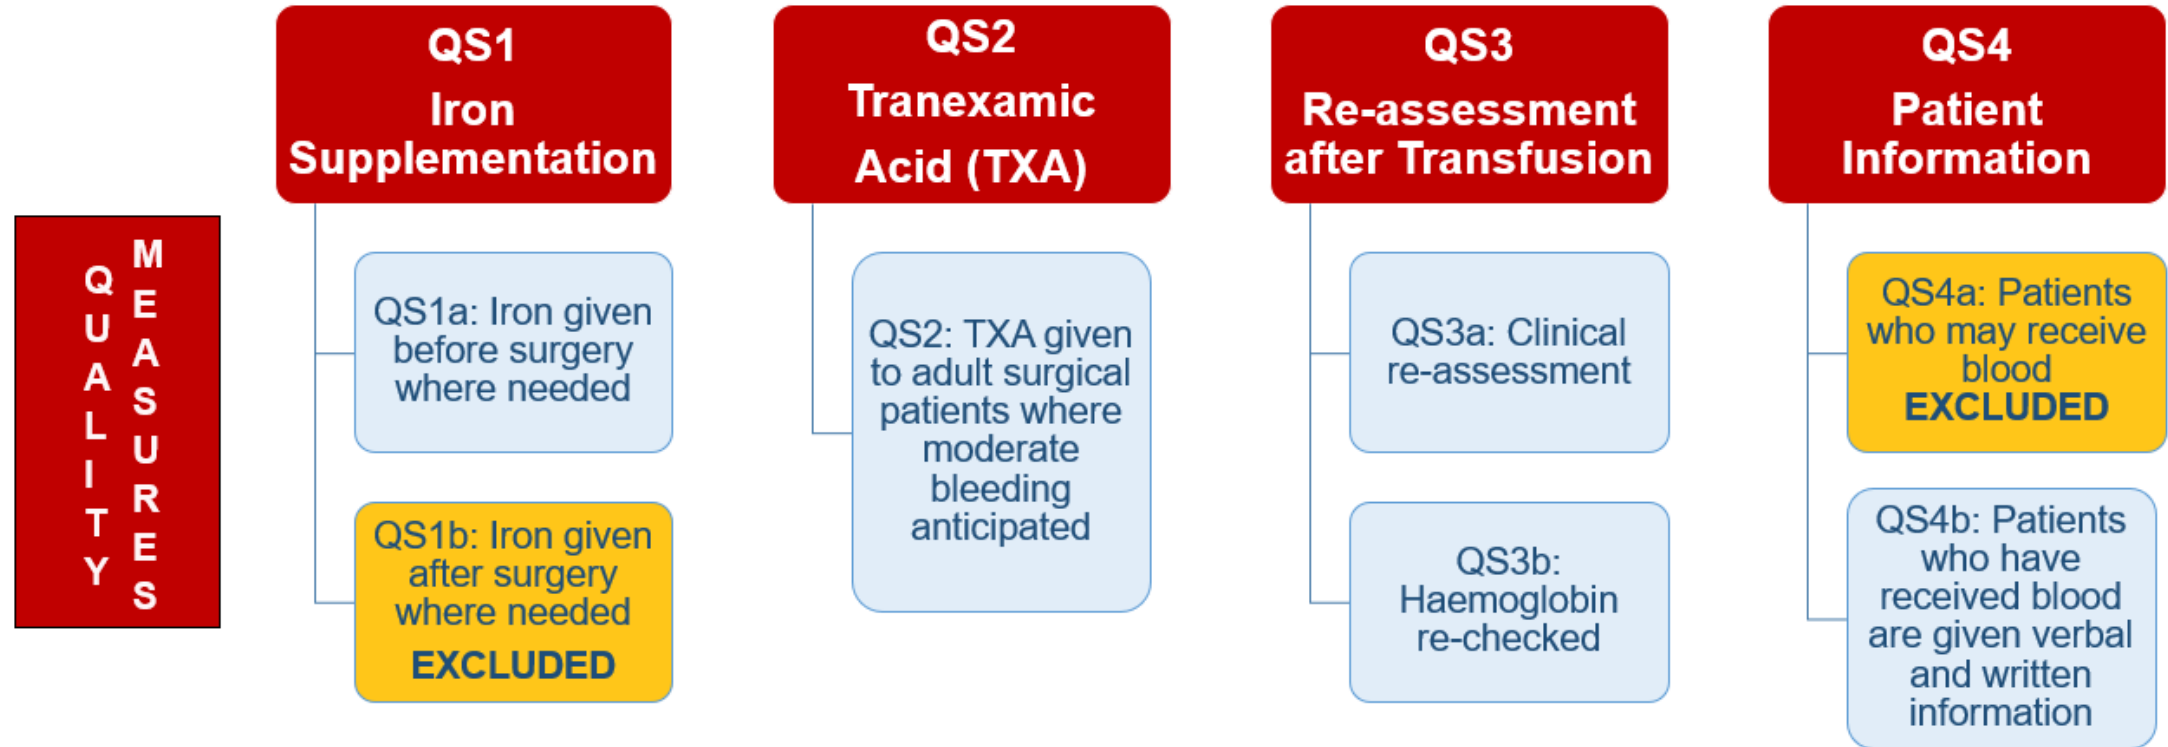 QUALITY
MEASURES
QS1
Iron
Supplementation
QS1a: Iron given
before surgery
where needed
QS1b: Iron given
after surgery
where needed
EXCLUDED
QS2
Tranexamic
Acid (TXA)
QS2: TXA given
to adult surgical
patients where
moderate
bleeding
anticipated
QS3
Re-assessment
after Transfusion
QS3a: Clinical
re-assessment
QS3b:
Haemoglobin
re-checked
QS4
Patient
Information
QS4a: Patients
who may receive
blood
EXCLUDED
QS4b: Patients
who have
received blood
are given verbal
and written
information